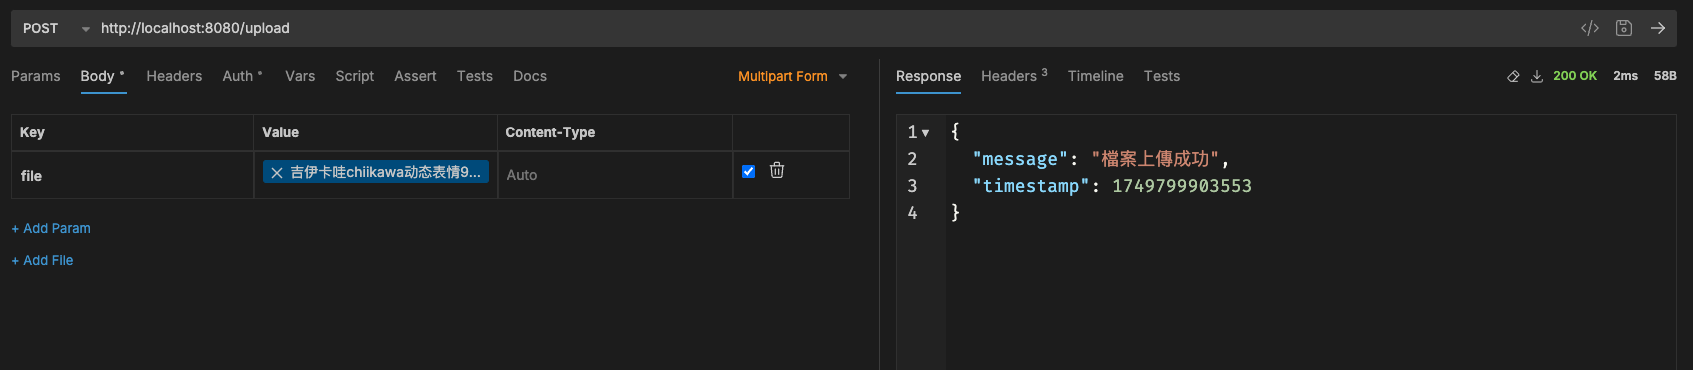 POST http://localhost:8080/upload </>
Params Body Headers Auth Vars Script Assert Tests Docs Multipart Form
Key Value Content-Type
file × 吉伊卡哇chiikawa动态表情9... Auto
+ Add Param
+ Add File
Response Headers 3 Timeline Tests 200 OK 2ms 58B
1 {
2 "message": "檔案上傳成功",
3 "timestamp": 1749799903553
4 }